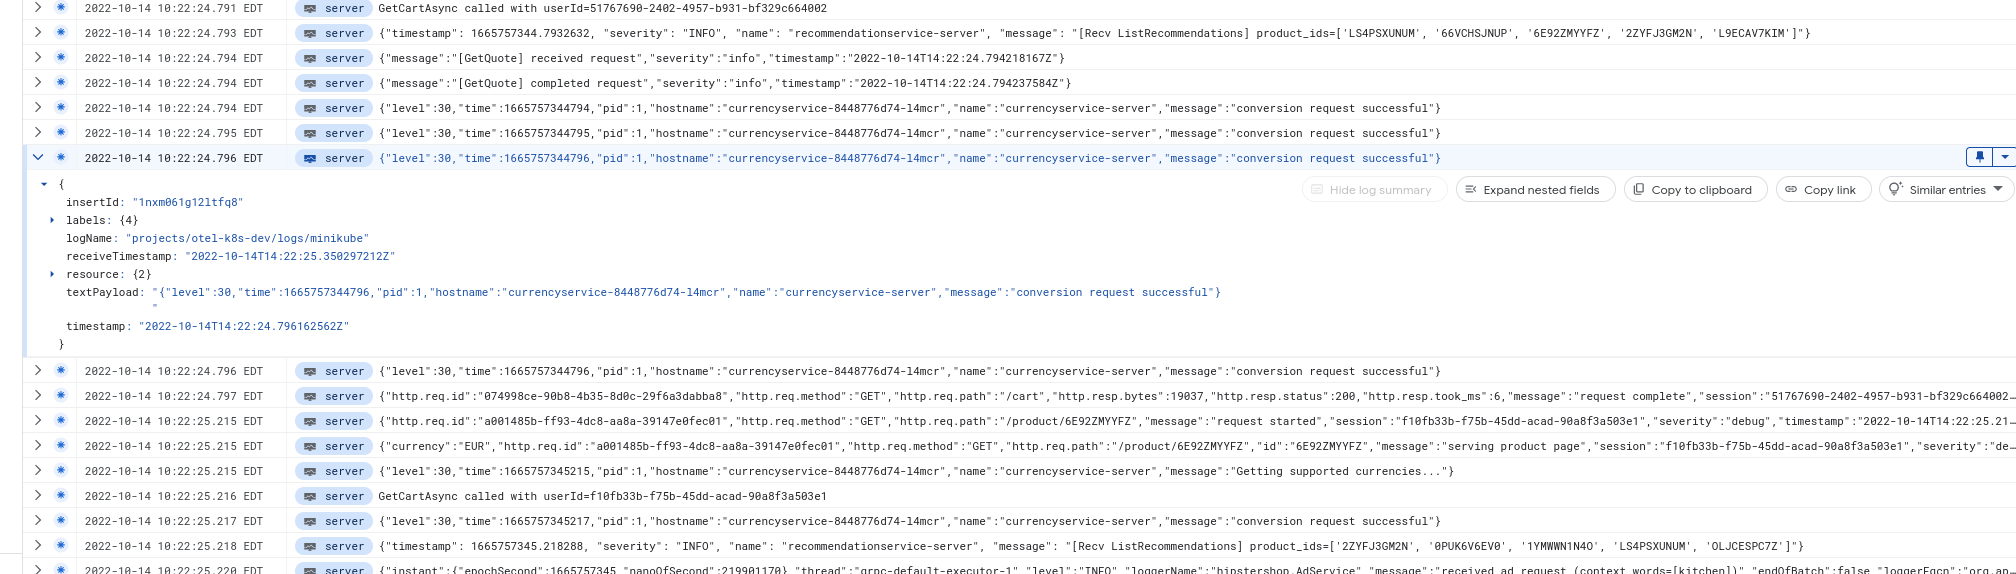 2022-10-14 10:22:24.791 EDT server GetCartAsync called with userId=51767690-2402-4957-b931-bf329c664002
2022-10-14 10:22:24.793 EDT server {"timestamp": 1665757344.7932632, "severity": "INFO", "name": "recommendationservice-server", "message": "[Recv ListRecommendations] product_ids=['LS4PSXUNUM', '66VCHSJNUP', '6E92ZMYYFZ', '2ZYFJ3GM2N', 'L9ECAV7KIM']"}
2022-10-14 10:22:24.794 EDT server {"message":"[GetQuote] received request","severity":"info","timestamp":"2022-10-14T14:22:24.794218167Z"}
2022-10-14 10:22:24.794 EDT server {"message":"[GetQuote] completed request","severity":"info","timestamp":"2022-10-14T14:22:24.794237584Z"}
2022-10-14 10:22:24.794 EDT server {"level":30,"time":1665757344794,"pid":1,"hostname":"currencyservice-8448776d74-l4mcr","name":"currencyservice-server","message":"conversion request successful"}
2022-10-14 10:22:24.795 EDT server {"level":30,"time":1665757344795,"pid":1,"hostname":"currencyservice-8448776d74-l4mcr","name":"currencyservice-server","message":"conversion request successful"}
2022-10-14 10:22:24.796 EDT server {"level":30,"time":1665757344796,"pid":1,"hostname":"currencyservice-8448776d74-l4mcr","name":"currencyservice-server","message":"conversion request successful"}
{
Hide log summary Expand nested fields Copy to clipboard Copy link Similar entries
insertId: "1nxm061g12ltfq8"
labels: {4}
logName: "projects/otel-k8s-dev/logs/minikube"
receiveTimestamp: "2022-10-14T14:22:25.350297212Z"
resource: {2}
textPayload: "{"level":30,"time":1665757344796,"pid":1,"hostname":"currencyservice-8448776d74-l4mcr","name":"currencyservice-server","message":"conversion request successful"}
"
timestamp: "2022-10-14T14:22:24.796162562Z"
}
2022-10-14 10:22:24.796 EDT server {"level":30,"time":1665757344796,"pid":1,"hostname":"currencyservice-8448776d74-l4mcr","name":"currencyservice-server","message":"conversion request successful"}
2022-10-14 10:22:24.797 EDT server {"http.req.id":"074998ce-90b8-4b35-8d0c-29f6a3dabba8","http.req.method":"GET","http.req.path":"/cart","http.resp.bytes":19037,"http.resp.status":200,"http.resp.took_ms":6,"message":"request complete","session":"51767690-2402-4957-b931-bf329c664002…
2022-10-14 10:22:25.215 EDT server {"http.req.id":"a001485b-ff93-4dc8-aa8a-39147e0fec01","http.req.method":"GET","http.req.path":"/product/6E92ZMYYFZ","message":"request started","session":"f10fb33b-f75b-45dd-acad-90a8f3a503e1","severity":"debug","timestamp":"2022-10-14T14:22:25.21…
2022-10-14 10:22:25.215 EDT server {"currency":"EUR","http.req.id":"a001485b-ff93-4dc8-aa8a-39147e0fec01","http.req.method":"GET","http.req.path":"/product/6E92ZMYYFZ","id":"6E92ZMYYFZ","message":"serving product page","session":"f10fb33b-f75b-45dd-acad-90a8f3a503e1","severity":"de…
2022-10-14 10:22:25.215 EDT server {"level":30,"time":1665757345215,"pid":1,"hostname":"currencyservice-8448776d74-l4mcr","name":"currencyservice-server","message":"Getting supported currencies..."}
2022-10-14 10:22:25.216 EDT server GetCartAsync called with userId=f10fb33b-f75b-45dd-acad-90a8f3a503e1
2022-10-14 10:22:25.217 EDT server {"level":30,"time":1665757345217,"pid":1,"hostname":"currencyservice-8448776d74-l4mcr","name":"currencyservice-server","message":"conversion request successful"}
2022-10-14 10:22:25.218 EDT server {"timestamp": 1665757345.218288, "severity": "INFO", "name": "recommendationservice-server", "message": "[Recv ListRecommendations] product_ids=['2ZYFJ3GM2N', '0PUK6V6EV0', '1YMWWN1N4O', 'LS4PSXUNUM', 'OLJCESPC7Z']"}
2022-10-14 10:22:25.220 EDT server {"instant":{"epochSecond":1665757345,"nanoOfSecond":219901170},"thread":"grpc-default-executor-1","level":"INFO","loggerName":"hipstershop.AdService","message":"received ad request (context_words=[kitchen])","endOfBatch":false,"loggerFqcn":"org.ap…